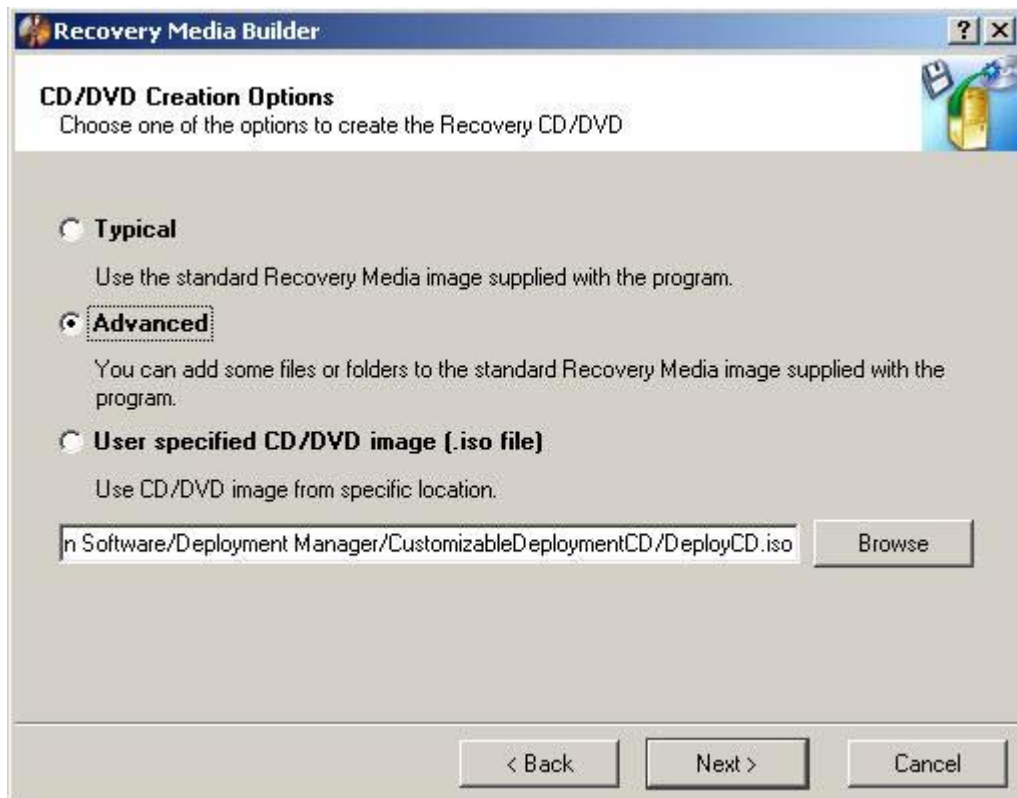 Recovery Media Builder
CD/DVD Creation Options
Choose one of the options to create the Recovery CD/DVD
Typical
Use the standard Recovery Media image supplied with the program.
Advanced
You can add some files or folders to the standard Recovery Media image supplied with the
program.
User specified CD/DVD image (.iso file)
Use CD/DVD image from specific location.
n Software/Deployment Manager/CustomizableDeploymentCD/DeployCD.iso
Browse
< Back
Next >
Cancel